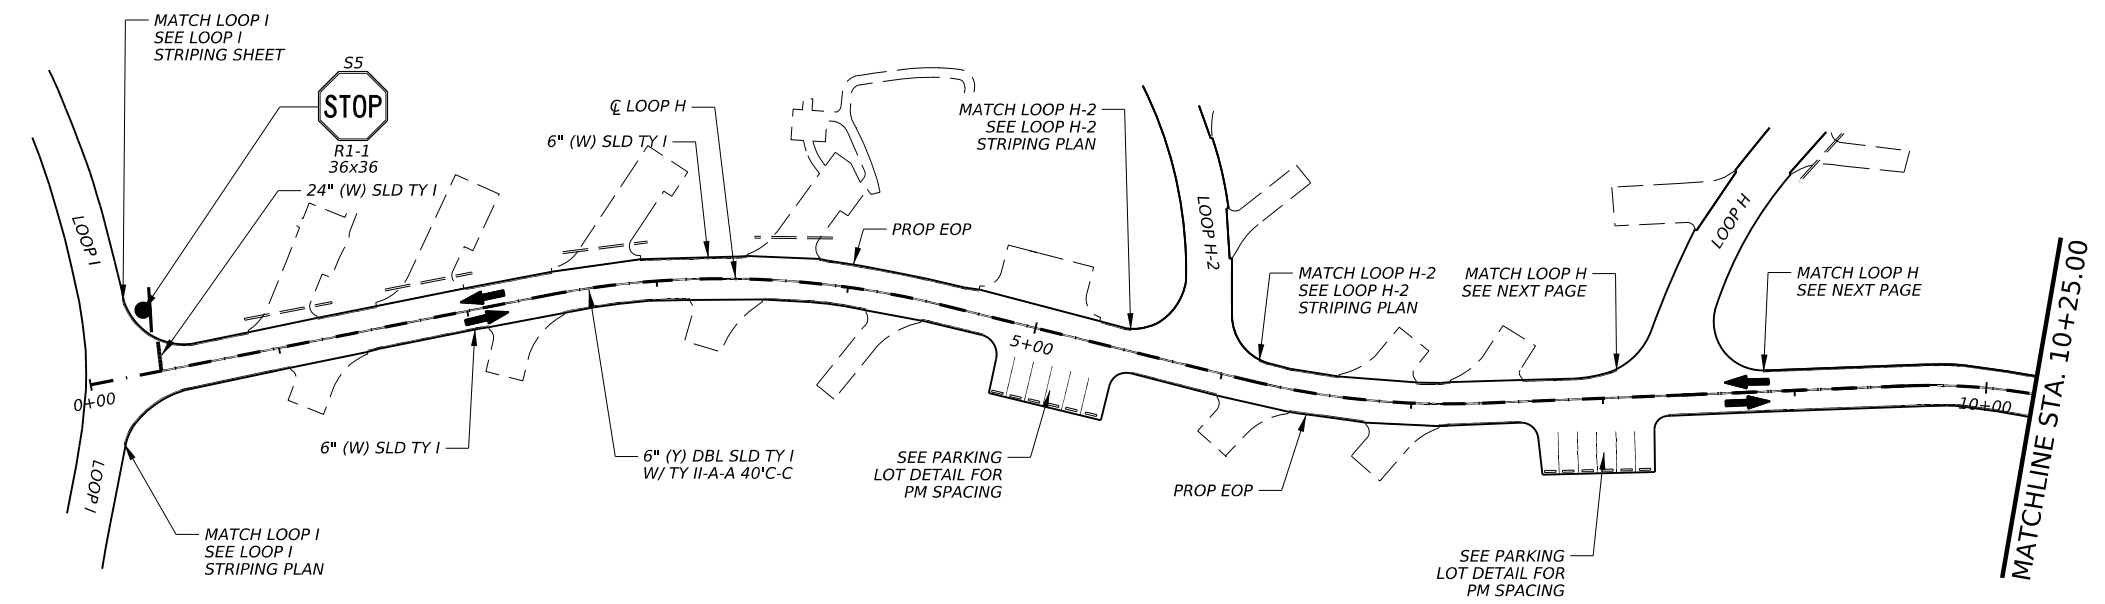 MATCH LOOP I
SEE LOOP I
STRIPING SHEET
S5
STOP
R1-1
36x36
24" (W) SLD TY I
LOOP I
℄ LOOP H
6" (W) SLD TY I
PROP EOP
MATCH LOOP H-2
SEE LOOP H-2
STRIPING PLAN
LOOP H-2
MATCH LOOP H-2
SEE LOOP H-2
STRIPING PLAN
MATCH LOOP H
SEE NEXT PAGE
LOOP H
MATCH LOOP H
SEE NEXT PAGE
MATCHLINE STA. 10+25.00
0+00
5+00
10+00
6" (W) SLD TY I
6" (Y) DBL SLD TY I
W/ TY II-A-A 40'C-C
SEE PARKING
LOT DETAIL FOR
PM SPACING
PROP EOP
LOOP I
MATCH LOOP I
SEE LOOP I
STRIPING PLAN
SEE PARKING
LOT DETAIL FOR
PM SPACING